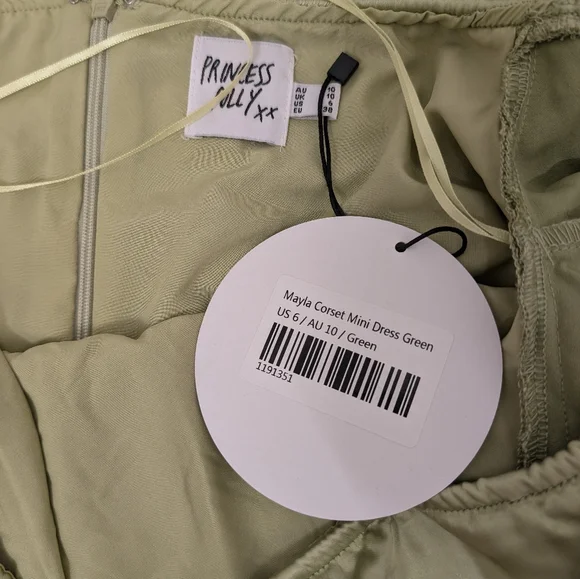 PRINCESS
POLLY xx
AU 10
UK 10
US 6
EU 38
Mayla Corset Mini Dress Green
US 6 / AU 10 / Green
1191351